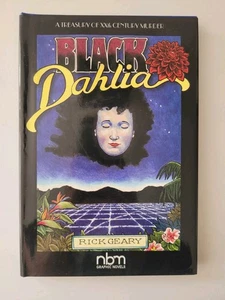 A TREASURY OF XXth CENTURY MURDER
BLACK
Dahlia
RICK GEARY
nbm
GRAPHIC NOVELS